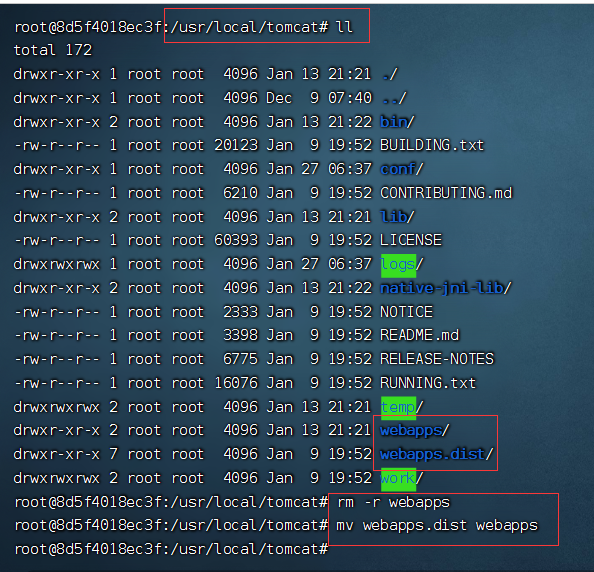 root@8d5f4018ec3f:/usr/local/tomcat# ll
total 172
drwxr-xr-x 1 root root  4096 Jan 13 21:21 ./
drwxr-xr-x 1 root root  4096 Dec  9 07:40 ../
drwxr-xr-x 2 root root  4096 Jan 13 21:22 bin/
-rw-r--r-- 1 root root 20123 Jan  9 19:52 BUILDING.txt
drwxr-xr-x 1 root root  4096 Jan 27 06:37 conf/
-rw-r--r-- 1 root root  6210 Jan  9 19:52 CONTRIBUTING.md
drwxr-xr-x 2 root root  4096 Jan 13 21:21 lib/
-rw-r--r-- 1 root root 60393 Jan  9 19:52 LICENSE
drwxrwxrwx 1 root root  4096 Jan 27 06:37 logs/
drwxr-xr-x 2 root root  4096 Jan 13 21:22 native-jni-lib/
-rw-r--r-- 1 root root  2333 Jan  9 19:52 NOTICE
-rw-r--r-- 1 root root  3398 Jan  9 19:52 README.md
-rw-r--r-- 1 root root  6775 Jan  9 19:52 RELEASE-NOTES
-rw-r--r-- 1 root root 16076 Jan  9 19:52 RUNNING.txt
drwxrwxrwx 2 root root  4096 Jan 13 21:21 temp/
drwxr-xr-x 2 root root  4096 Jan 13 21:21 webapps/
drwxr-xr-x 7 root root  4096 Jan  9 19:52 webapps.dist/
drwxrwxrwx 2 root root  4096 Jan  9 19:52 work/
root@8d5f4018ec3f:/usr/local/tomcat# rm -r webapps
root@8d5f4018ec3f:/usr/local/tomcat# mv webapps.dist webapps
root@8d5f4018ec3f:/usr/local/tomcat#